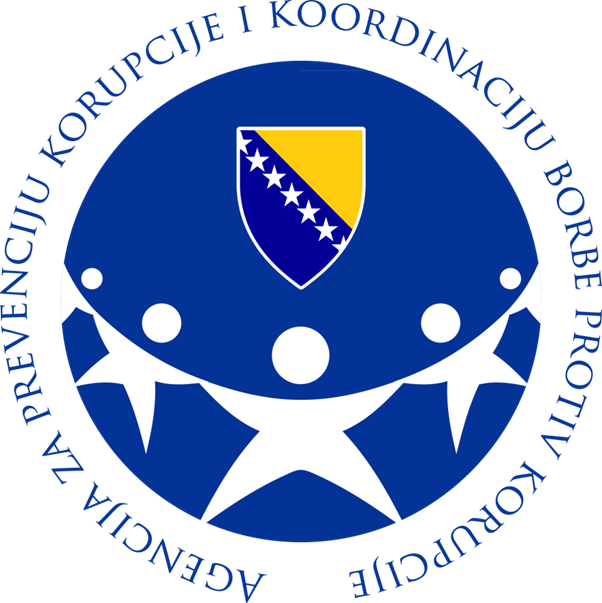 AGENCIJA ZA PREVENCIJU KORUPCIJE I KOORDINACIJU BORBE PROTIV KORUPCIJE